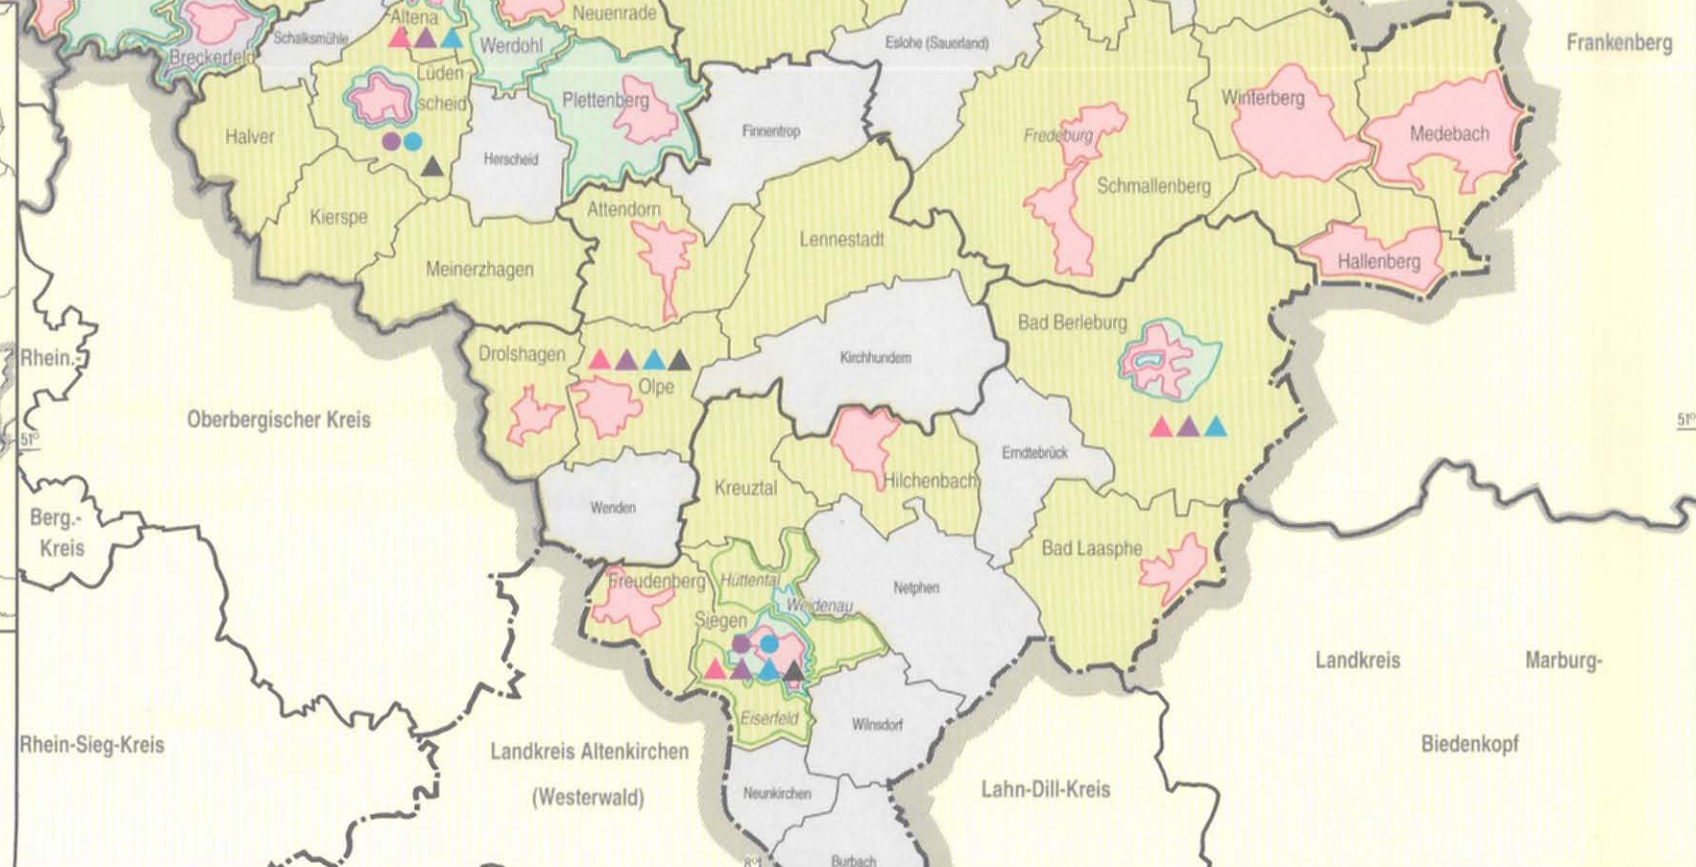 Altena
Neuenrade
Schalksmühle
Werdohl
Eslohe (Sauerland)
Frankenberg
Breckerfeld
Lüden
scheid
Plettenberg
Winterberg
Halver
Finnentrop
Fredeburg
Medebach
Herscheid
Schmallenberg
Kierspe
Attendorn
Lennestadt
Meinerzhagen
Hallenberg
Bad Berleburg
Rhein.-
Drolshagen
Kirchhundem
Olpe
Oberbergischer Kreis
51°
51°
Erndtebrück
Kreuztal
Hilchenbach
Wenden
Berg.-
Kreis
Bad Laasphe
Freudenberg
Hüttental
Netphen
Weidenau
Siegen
Landkreis
Marburg-
Eiserfeld
Wilnsdorf
Rhein-Sieg-Kreis
Landkreis Altenkirchen
(Westerwald)
Biedenkopf
Neunkirchen
Lahn-Dill-Kreis
8°
Burbach